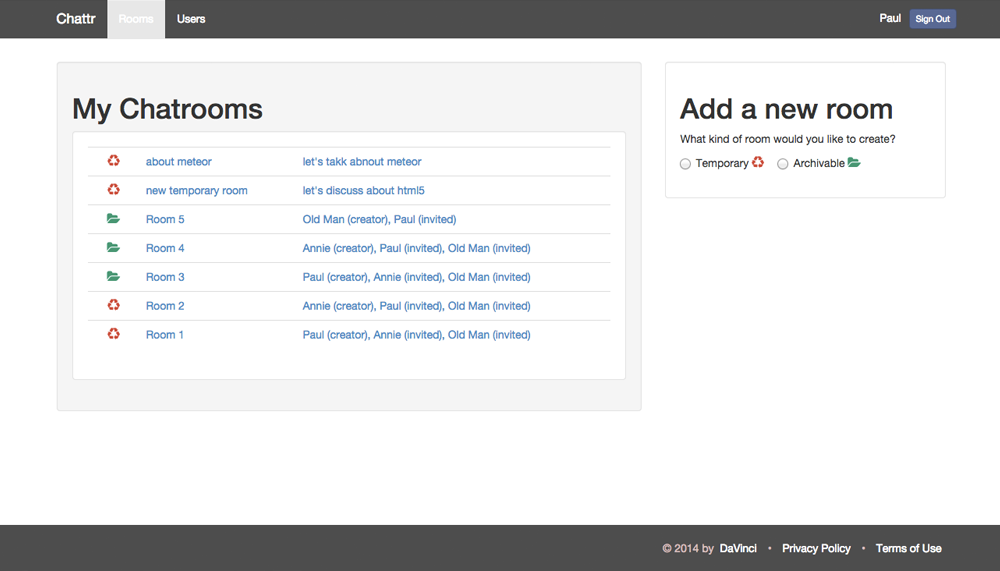 Chattr Rooms Users Paul Sign Out
My Chatrooms
about meteor let's takk abnout meteor
new temporary room let's discuss about html5
Room 5 Old Man (creator), Paul (invited)
Room 4 Annie (creator), Paul (invited), Old Man (invited)
Room 3 Paul (creator), Annie (invited), Old Man (invited)
Room 2 Annie (creator), Paul (invited), Old Man (invited)
Room 1 Paul (creator), Annie (invited), Old Man (invited)
Add a new room
What kind of room would you like to create?
Temporary Archivable
© 2014 by DaVinci • Privacy Policy • Terms of Use